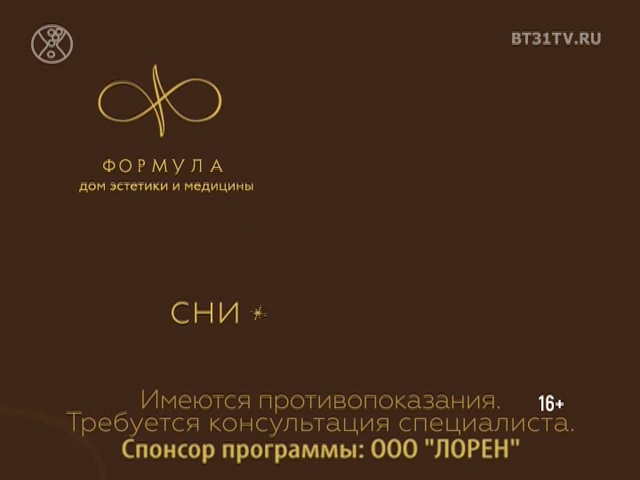 BT31TV.RU
ФОРМУЛА
дом эстетики и медицины
СНИ
Имеются противопоказания.
16+
Требуется консультация специалиста.
Спонсор программы: ООО "ЛОРЕН"